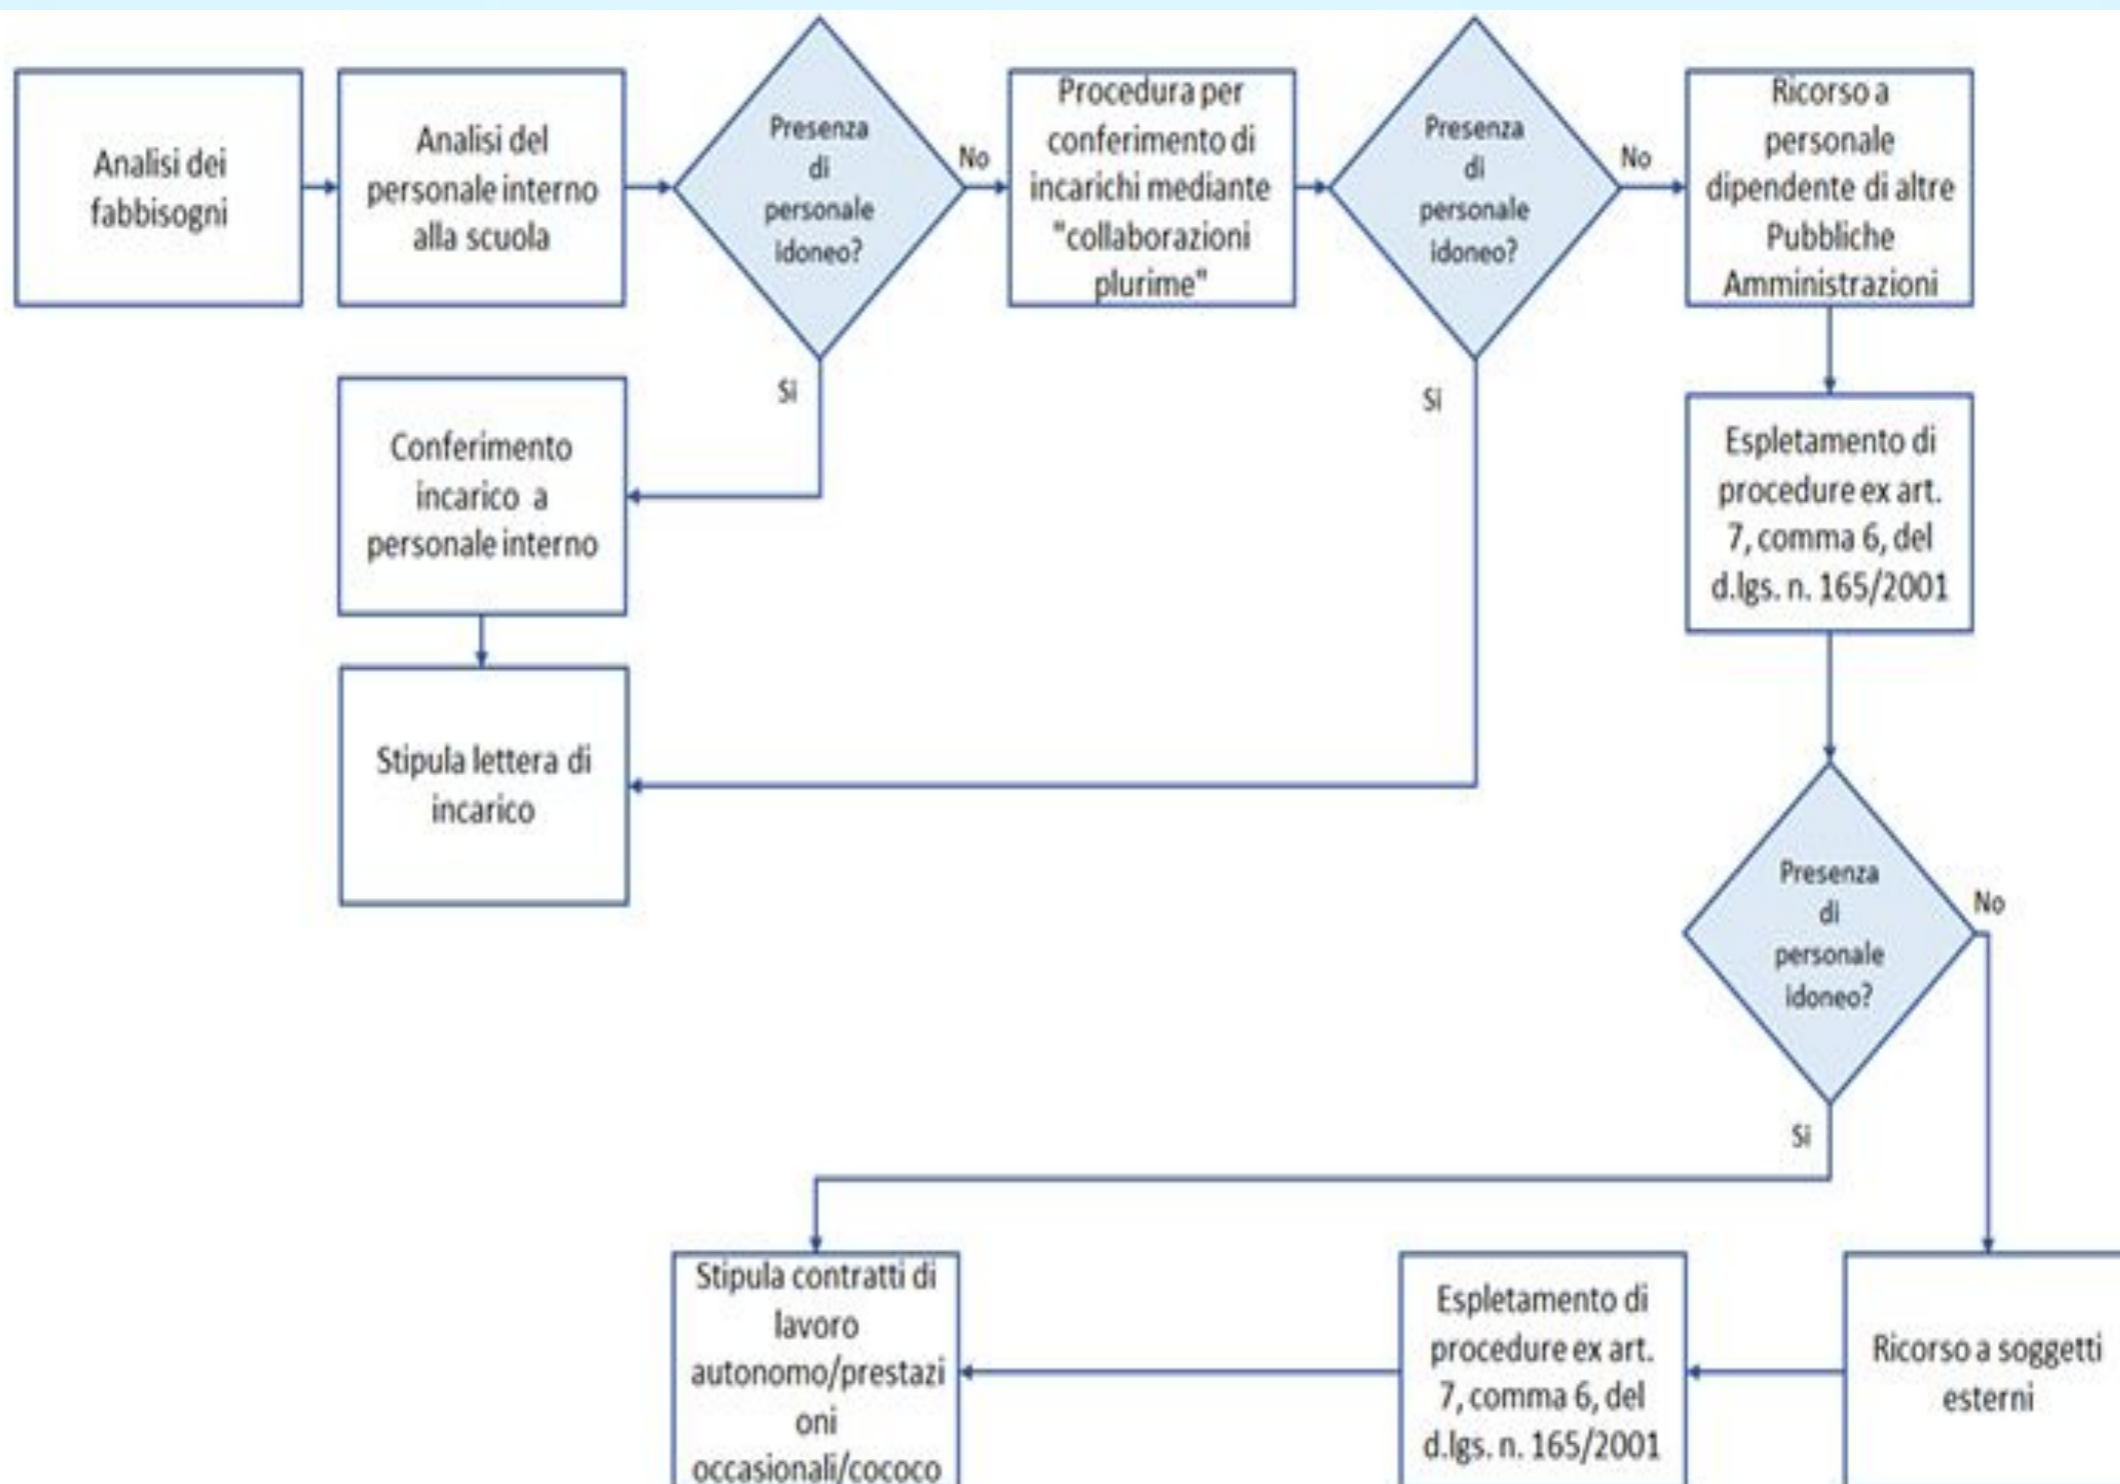 Analisi dei
fabbisogni
Analisi del
personale interno
alla scuola
Presenza
di
personale
idoneo?
No
Procedura per
conferimento di
incarichi mediante
"collaborazioni
plurime"
Presenza
di
personale
idoneo?
No
Ricorso a
personale
dipendente di altre
Pubbliche
Amministrazioni
Si
Si
Conferimento
incarico a
personale interno
Espletamento di
procedure ex art.
7, comma 6, del
d.lgs. n. 165/2001
Stipula lettera di
incarico
Presenza
di
personale
idoneo?
No
Si
Stipula contratti di
lavoro
autonomo/prestazi
oni
occasionali/cococo
Espletamento di
procedure ex art.
7, comma 6, del
d.lgs. n. 165/2001
Ricorso a soggetti
esterni